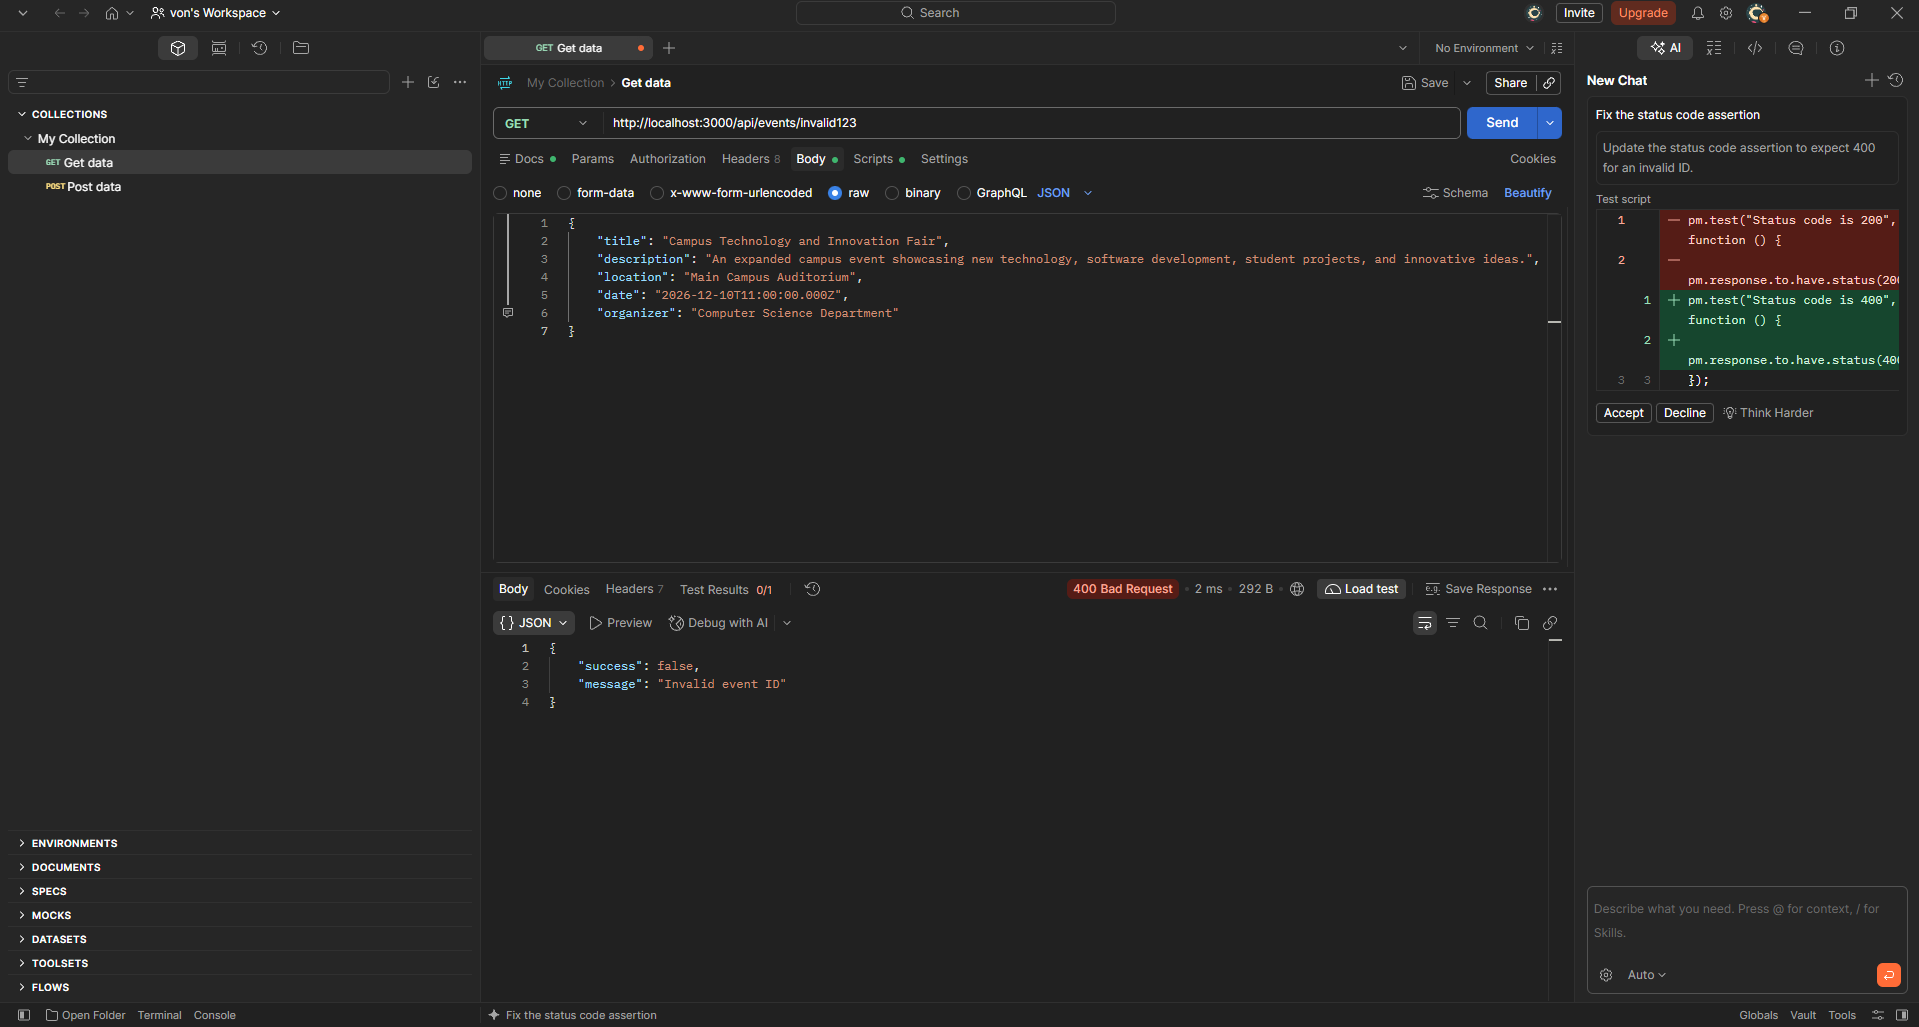 von's Workspace
Search
Invite
Upgrade
GET Get data
No Environment
AI
HTTP
My Collection > Get data
Save
Share
New Chat
COLLECTIONS
My Collection
GET Get data
POST Post data
GET
http://localhost:3000/api/events/invalid123
Send
Docs
Params
Authorization
Headers 8
Body
Scripts
Settings
Cookies
none
form-data
x-www-form-urlencoded
raw
binary
GraphQL
JSON
Schema
Beautify
1 {
2 "title": "Campus Technology and Innovation Fair",
3 "description": "An expanded campus event showcasing new technology, software development, student projects, and innovative ideas.",
4 "location": "Main Campus Auditorium",
5 "date": "2026-12-10T11:00:00.000Z",
6 "organizer": "Computer Science Department"
7 }
Fix the status code assertion
Update the status code assertion to expect 400
for an invalid ID.
Test script
1 — pm.test("Status code is 200",
function () {
2 —
pm.response.to.have.status(200
1 + pm.test("Status code is 400",
function () {
2 +
pm.response.to.have.status(400
3 3 });
Accept
Decline
Think Harder
Body
Cookies
Headers 7
Test Results 0/1
400 Bad Request
2 ms
292 B
Load test
e.g. Save Response
{} JSON
Preview
Debug with AI
1 {
2 "success": false,
3 "message": "Invalid event ID"
4 }
ENVIRONMENTS
DOCUMENTS
SPECS
MOCKS
DATASETS
TOOLSETS
FLOWS
Describe what you need. Press @ for context, / for
Skills.
Auto
Open Folder
Terminal
Console
Fix the status code assertion
Globals
Vault
Tools